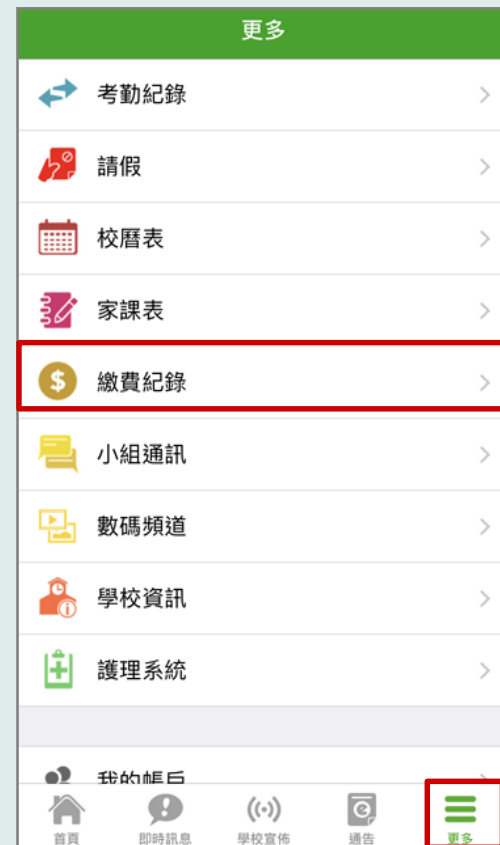 更多
考勤紀錄
請假
校曆表
家課表
$ 繳費紀錄
小組通訊
數碼頻道
學校資訊
護理系統
我的帳戶
首頁 即時訊息 學校宣佈 通告 更多